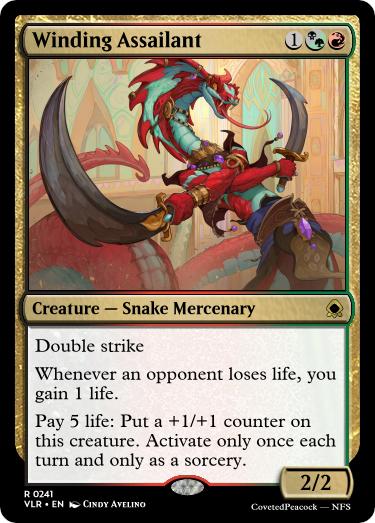 Winding Assailant 1
Creature — Snake Mercenary
Double strike
Whenever an opponent loses life, you
gain 1 life.
Pay 5 life: Put a +1/+1 counter on
this creature. Activate only once each
turn and only as a sorcery.
2/2
R 0241
VLR • EN Cindy Avelino
CovetedPeacock — NFS